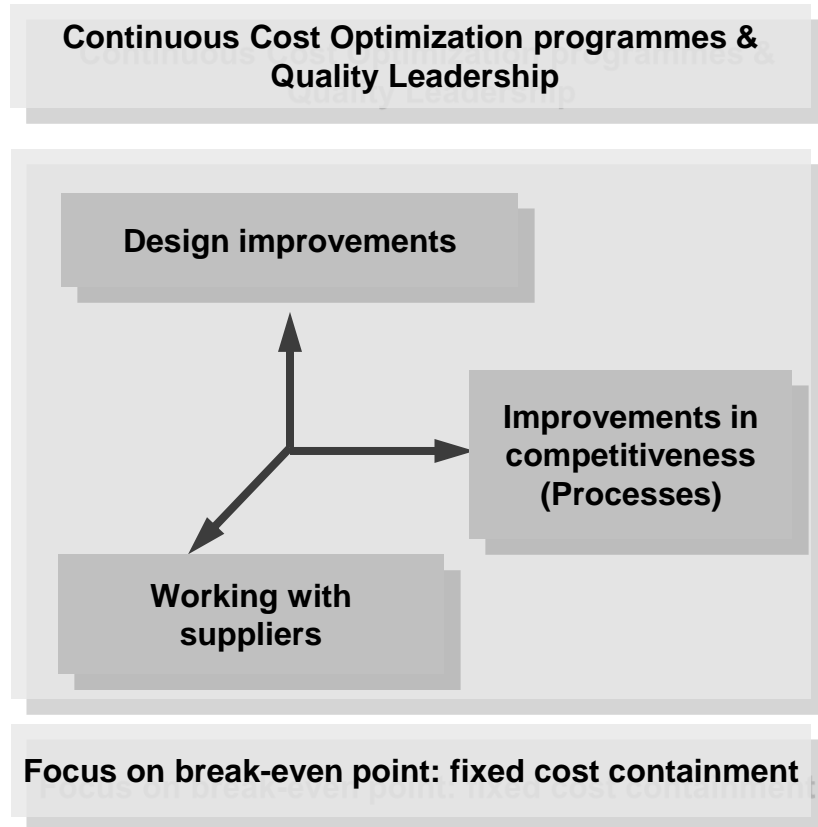 Continuous Cost Optimization programmes &
Quality Leadership
Design improvements
Improvements in
competitiveness
(Processes)
Working with
suppliers
Focus on break-even point: fixed cost containment